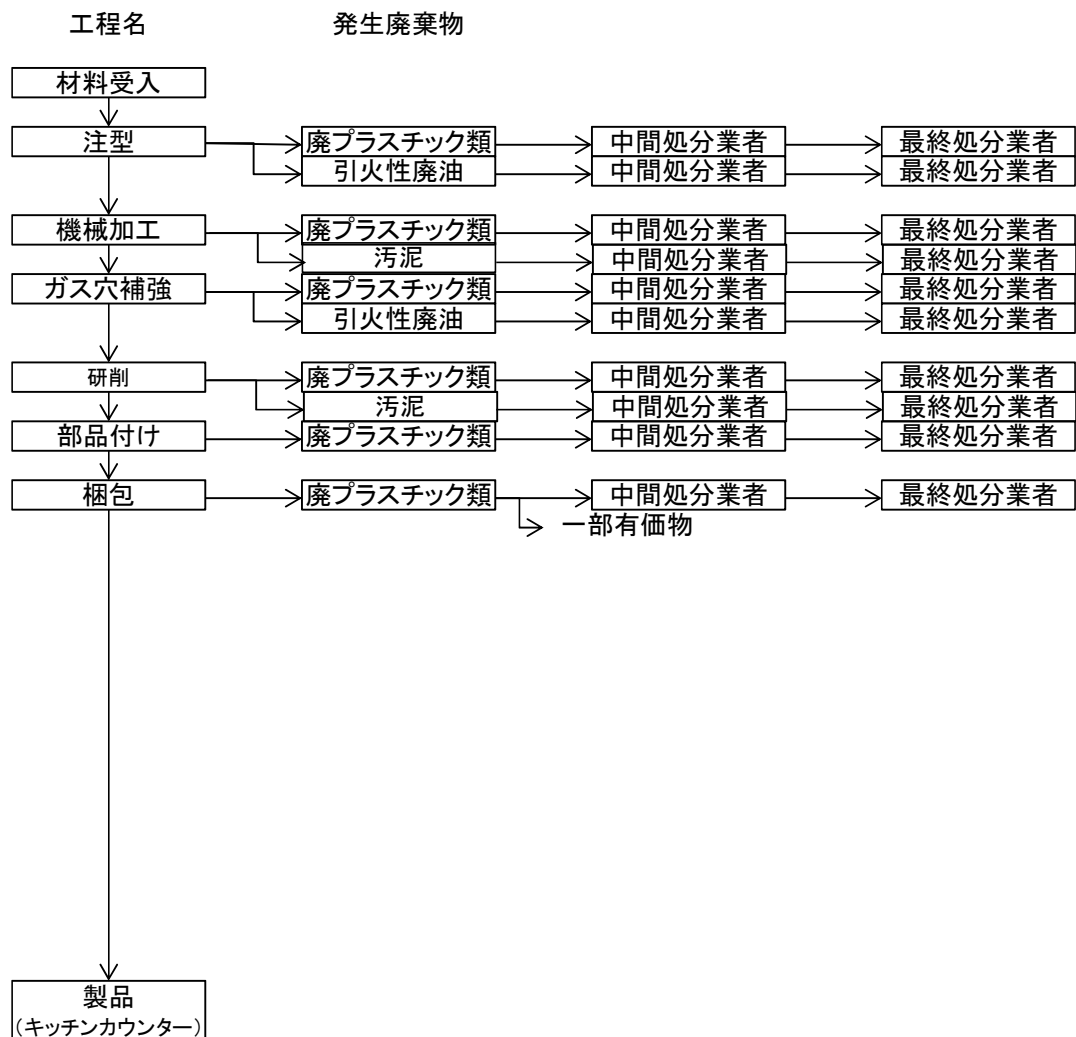 工程名 発生廃棄物
材料受入
注型 廃プラスチック類 中間処分業者 最終処分業者
引火性廃油 中間処分業者 最終処分業者
機械加工 廃プラスチック類 中間処分業者 最終処分業者
汚泥 中間処分業者 最終処分業者
ガス穴補強 廃プラスチック類 中間処分業者 最終処分業者
引火性廃油 中間処分業者 最終処分業者
研削 廃プラスチック類 中間処分業者 最終処分業者
汚泥 中間処分業者 最終処分業者
部品付け 廃プラスチック類 中間処分業者 最終処分業者
梱包 廃プラスチック類 中間処分業者 最終処分業者
一部有価物
製品
(キッチンカウンター)